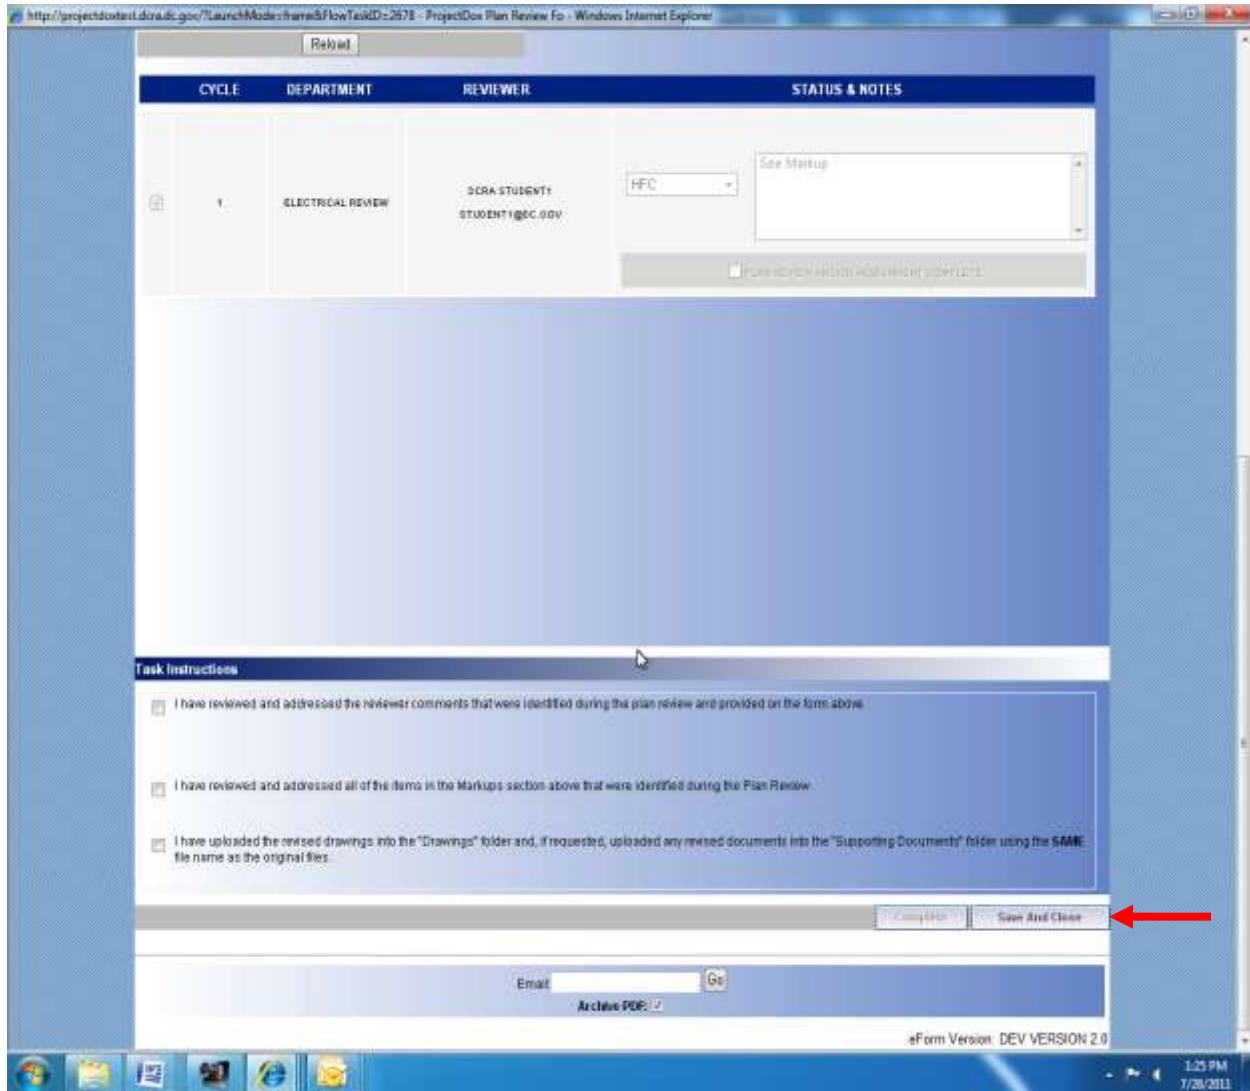 http://projectdoxtest.dcra.dc.gov/?LaunchMode=frame&FlowTaskID=2678 - ProjectDox Plan Review Fo - Windows Internet Explorer
Reload
CYCLE DEPARTMENT REVIEWER STATUS & NOTES
1 ELECTRICAL REVIEW
DCRA STUDENT1
STUDENT1@DC.GOV
HFC
See Markup
PLAN REVIEW COMPLETE
Task Instructions
I have reviewed and addressed the reviewer comments that were identified during the plan review and provided on the form above.
I have reviewed and addressed all of the items in the Markups section above that were identified during the Plan Review.
I have uploaded the revised drawings into the "Drawings" folder and, if requested, uploaded any revised documents into the "Supporting Documents" folder using the SAME
file name as the original files.
Complete Save And Close
Email: Go
Archive PDF:
eForm Version: DEV VERSION 2.0
1:25 PM
7/28/2011